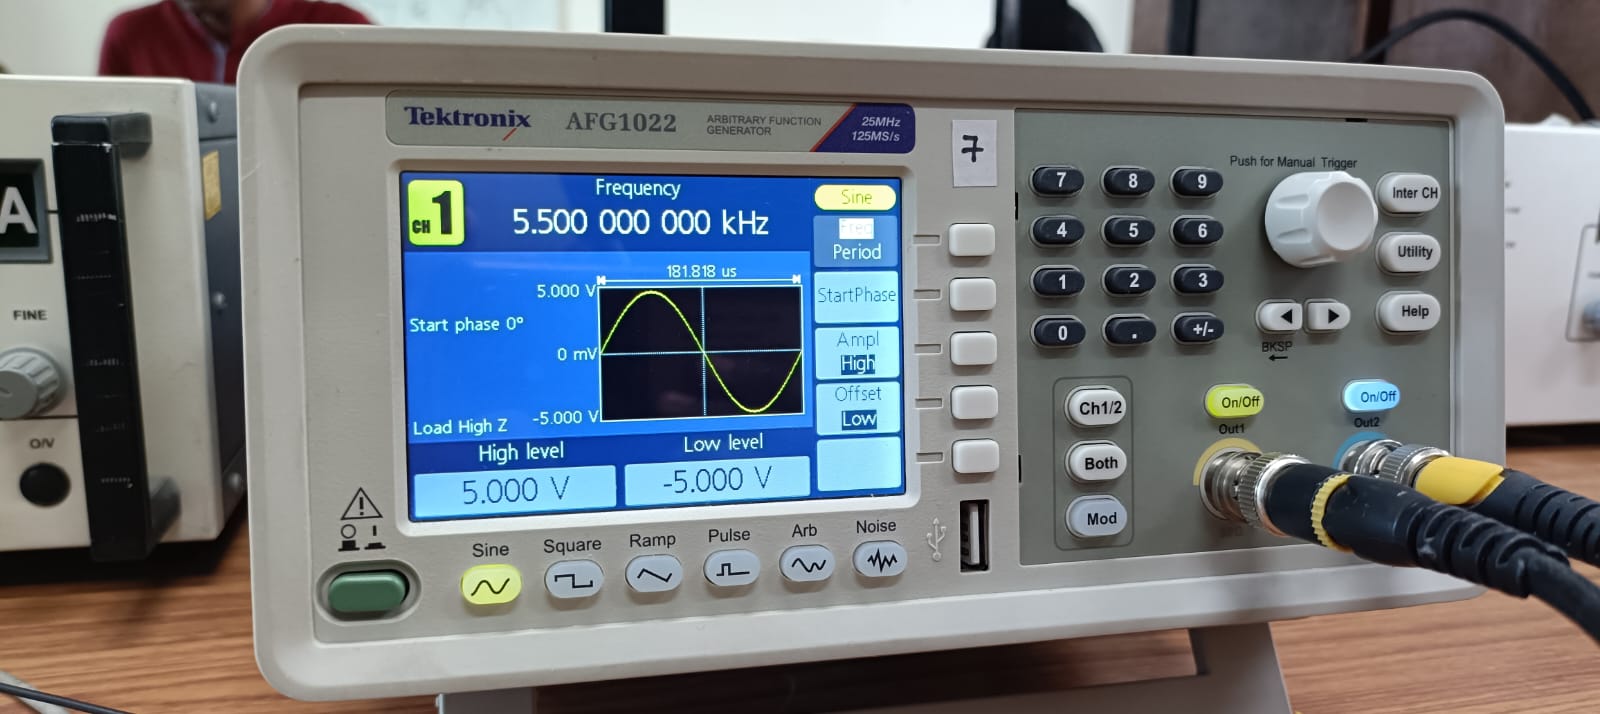 Tektronix AFG1022 ARBITRARY FUNCTION GENERATOR 25MHz 125MS/s
7
CH 1
Frequency
5.500 000 000 kHz
Sine
Freq
Period
181.818 us
5.000 V
StartPhase
Start phase 0°
0 mV
Ampl
High
Offset
Low
Load High Z
-5.000 V
High level
Low level
5.000 V
-5.000 V
Sine
Square
Ramp
Pulse
Arb
Noise
Push for Manual Trigger
7 8 9
4 5 6
1 2 3
0 . +/-
Inter CH
Utility
Help
BKSP
Ch1/2
Both
Mod
On/Off
Out1
On/Off
Out2
A
FINE